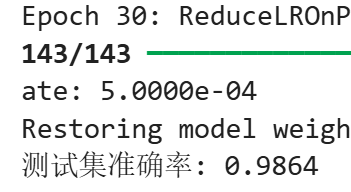 Epoch 30: ReduceLROnP
143/143
ate: 5.0000e-04
Restoring model weigh
测试集准确率: 0.9864